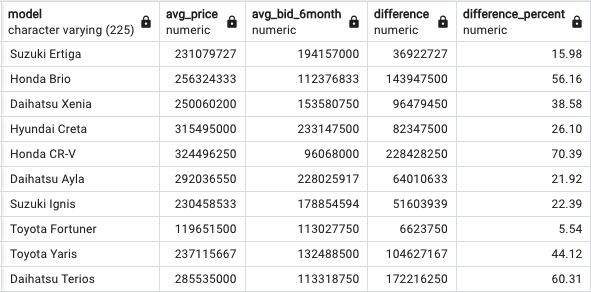 model avg_price avg_bid_6month difference difference_percent
character varying (225) numeric numeric numeric numeric
Suzuki Ertiga 231079727 194157000 36922727 15.98
Honda Brio 256324333 112376833 143947500 56.16
Daihatsu Xenia 250060200 153580750 96479450 38.58
Hyundai Creta 315495000 233147500 82347500 26.10
Honda CR-V 324496250 96068000 228428250 70.39
Daihatsu Ayla 292036550 228025917 64010633 21.92
Suzuki Ignis 230458533 178854594 51603939 22.39
Toyota Fortuner 119651500 113027750 6623750 5.54
Toyota Yaris 237115667 132488500 104627167 44.12
Daihatsu Terios 285535000 113318750 172216250 60.31